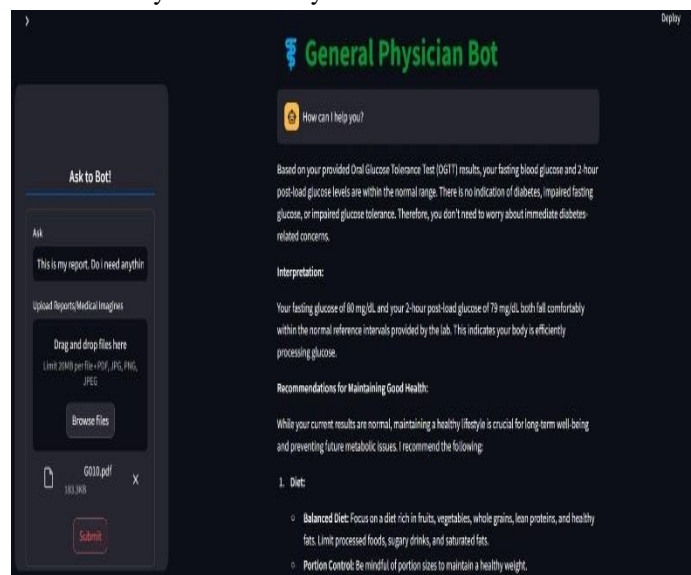 Deploy
General Physician Bot
How can I help you?
Ask to Bot!
Ask
This is my report. Do i need anythin
Upload Reports/Medical Imagines
Drag and drop files here
Limit 20MB per file • PDF, JPG, PNG,
JPEG
Browse files
G010.pdf
183.3KB
Submit
Based on your provided Oral Glucose Tolerance Test (OGTT) results, your fasting blood glucose and 2-hour
post-load glucose levels are within the normal range. There is no indication of diabetes, impaired fasting
glucose, or impaired glucose tolerance. Therefore, you don't need to worry about immediate diabetes-
related concerns.
Interpretation:
Your fasting glucose of 80 mg/dL and your 2-hour post-load glucose of 79 mg/dL both fall comfortably
within the normal reference intervals provided by the lab. This indicates your body is efficiently
processing glucose.
Recommendations for Maintaining Good Health:
While your current results are normal, maintaining a healthy lifestyle is crucial for long-term well-being
and preventing future metabolic issues. I recommend the following:
1. Diet:
Balanced Diet: Focus on a diet rich in fruits, vegetables, whole grains, lean proteins, and healthy
fats. Limit processed foods, sugary drinks, and saturated fats.
Portion Control: Be mindful of portion sizes to maintain a healthy weight.